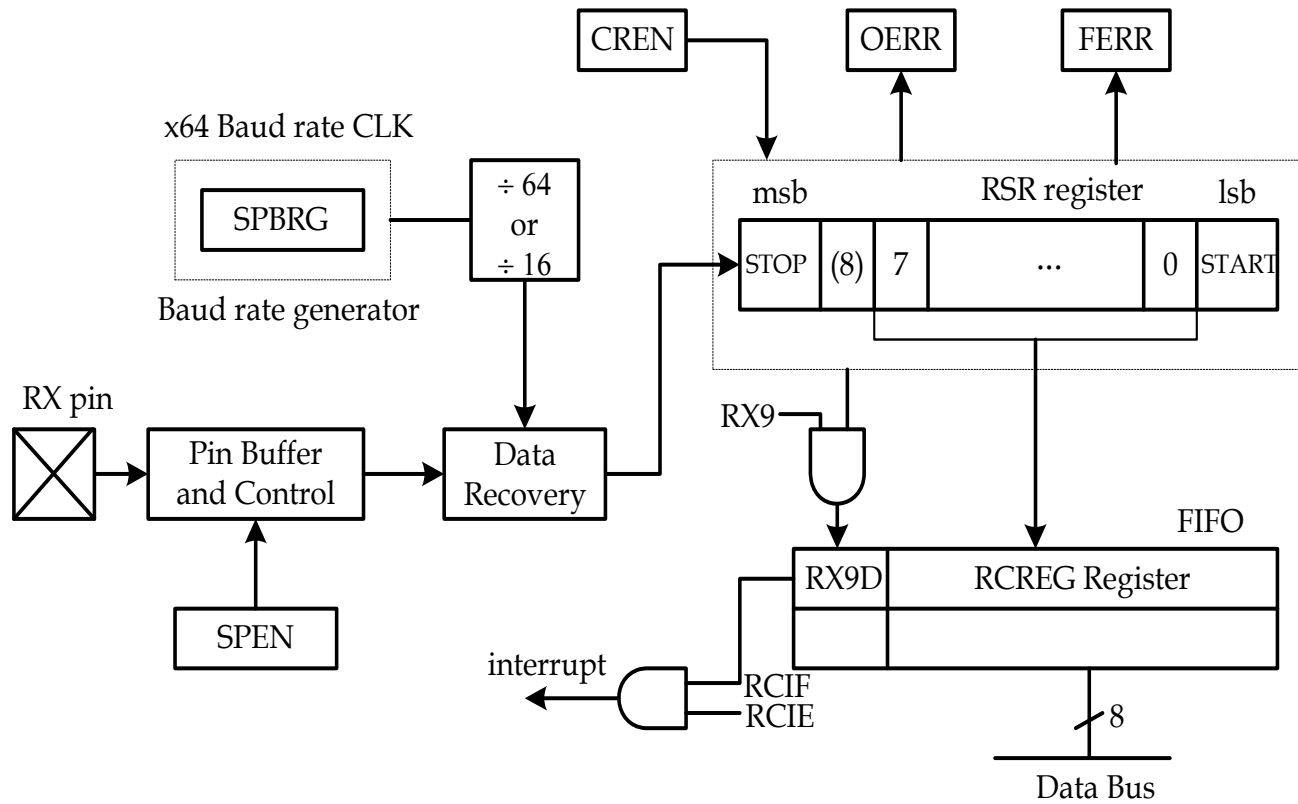 CREN
OERR
FERR
x64 Baud rate CLK
÷ 64
or
÷ 16
SPBRG
Baud rate generator
msb
RSR register
lsb
STOP
(8)
7
...
0
START
RX pin
Pin Buffer
and Control
Data
Recovery
RX9
SPEN
FIFO
RX9D
RCREG Register
interrupt
RCIF
RCIE
8
Data Bus